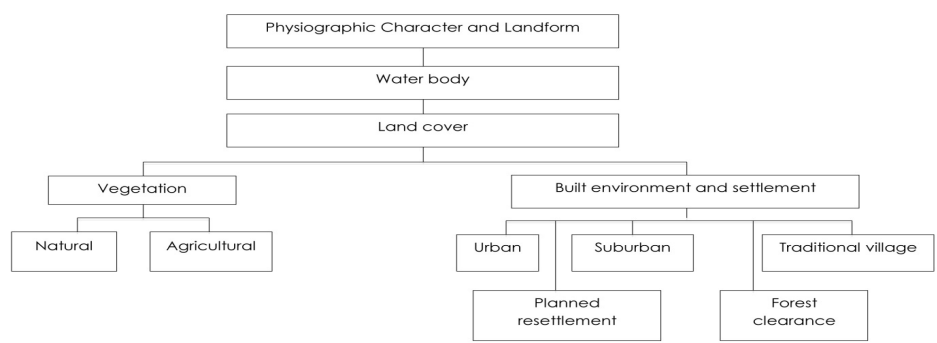 Physiographic Character and Landform
Water body
Land cover
Vegetation
Built environment and settlement
Natural
Agricultural
Urban
Suburban
Traditional village
Planned
resettlement
Forest
clearance